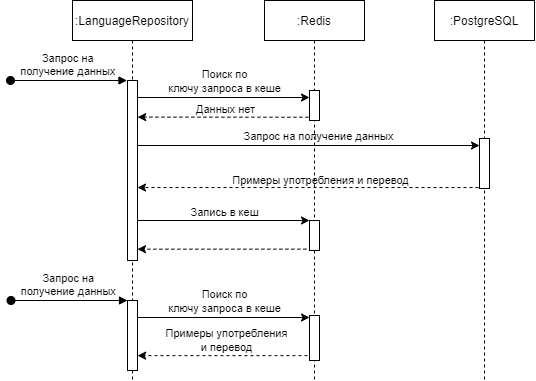 :LanguageRepository
:Redis
:PostgreSQL
Запрос на
получение данных
Поиск по
ключу запроса в кеше
Данных нет
Запрос на получение данных
Примеры употребления и перевод
Запись в кеш
Запрос на
получение данных
Поиск по
ключу запроса в кеше
Примеры употребления
и перевод